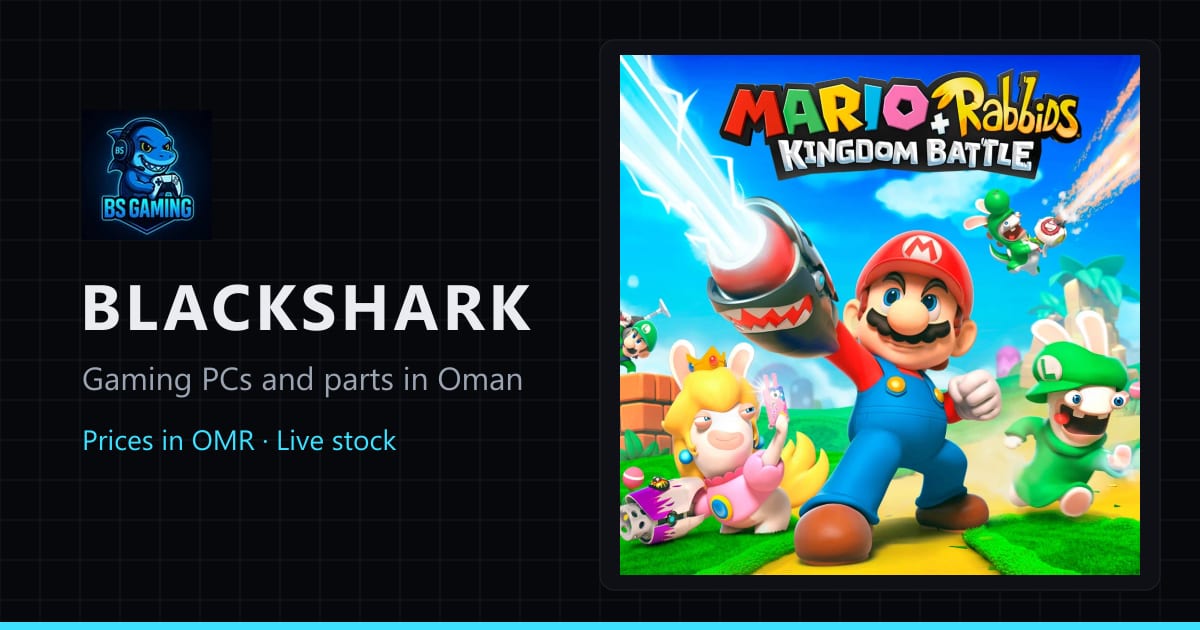 BS
BS GAMING
BLACKSHARK
Gaming PCs and parts in Oman
Prices in OMR · Live stock
MARIO + Rabbids
KINGDOM BATTLE
M
L